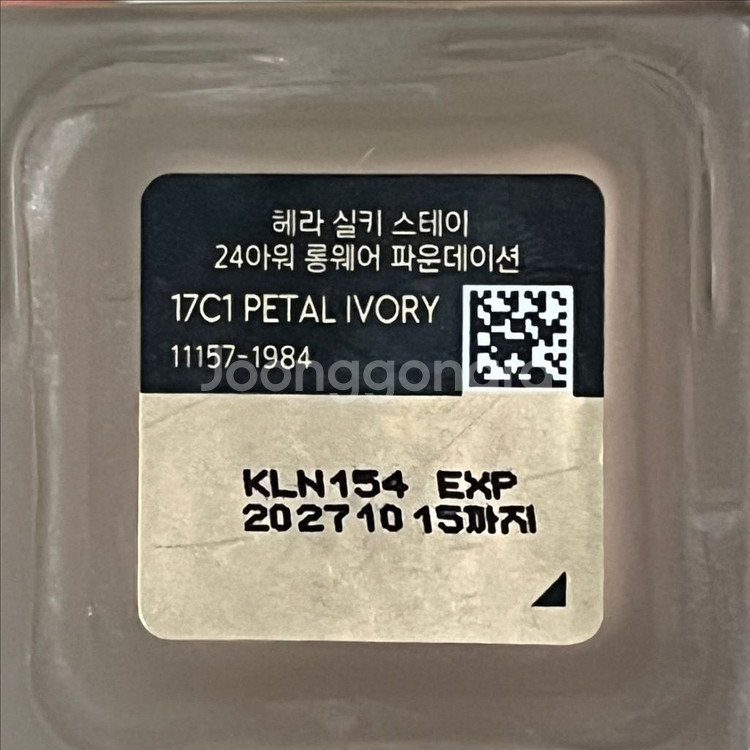 헤라 실키 스테이
24아워 롱웨어 파운데이션
17C1 PETAL IVORY
11157-1984
Joonggonara
KLN154 EXP
20271015까지